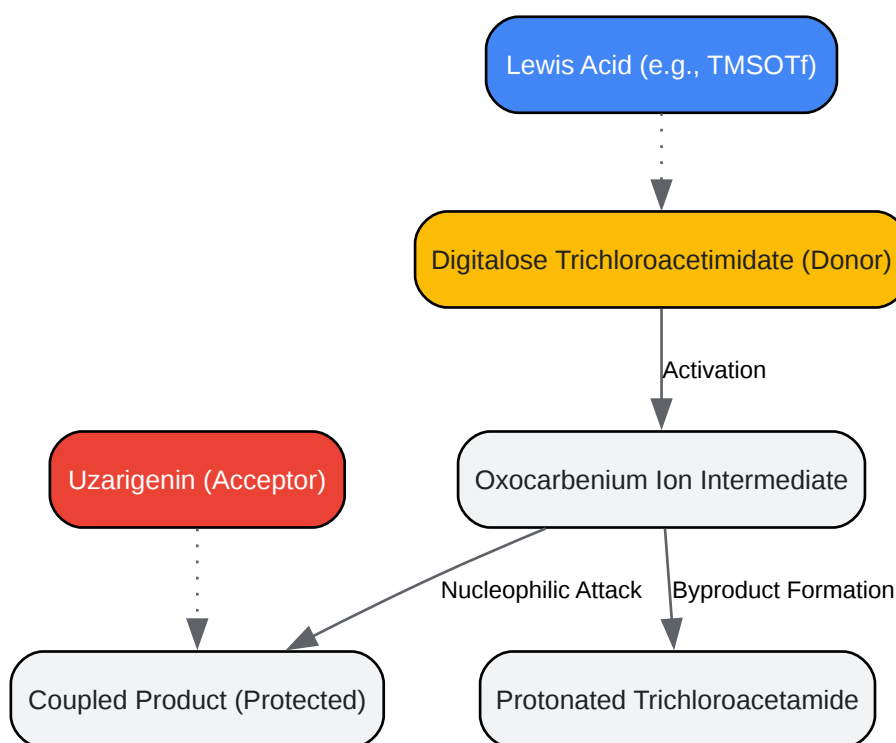 Lewis Acid (e.g., TMSOTf)
Digitalose Trichloroacetimidate (Donor)
Activation
Uzarigenin (Acceptor)
Oxocarbenium Ion Intermediate
Nucleophilic Attack
Byproduct Formation
Coupled Product (Protected)
Protonated Trichloroacetamide